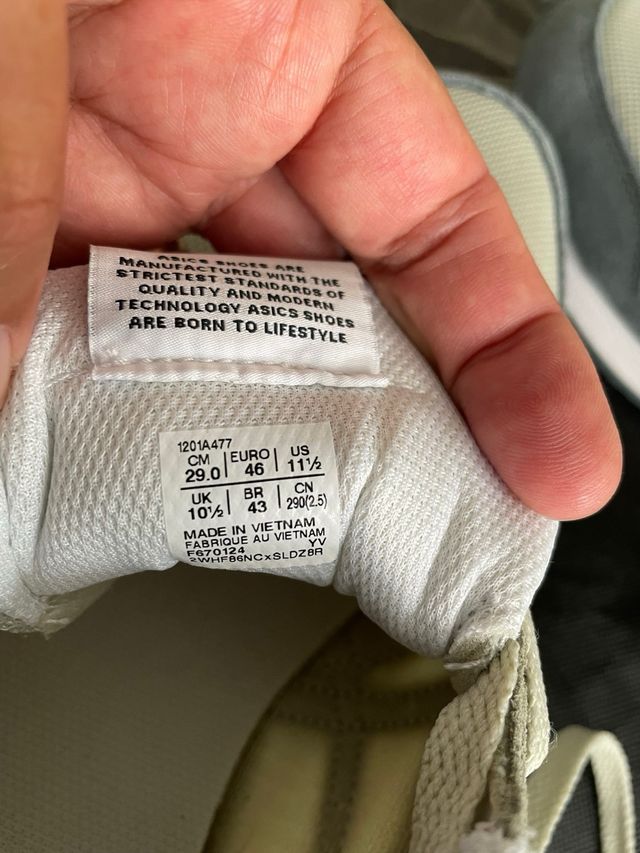 ASICS SHOES ARE
MANUFACTURED WITH THE
STRICTEST STANDARDS OF
QUALITY AND MODERN
TECHNOLOGY ASICS SHOES
ARE BORN TO LIFESTYLE
1201A477
CM EURO US
29.0 46 11½
UK BR CN
10½ 43 290(2.5)
MADE IN VIETNAM
FABRIQUE AU VIETNAM
F670124 YV
2WHF86NCxSLDZ8R